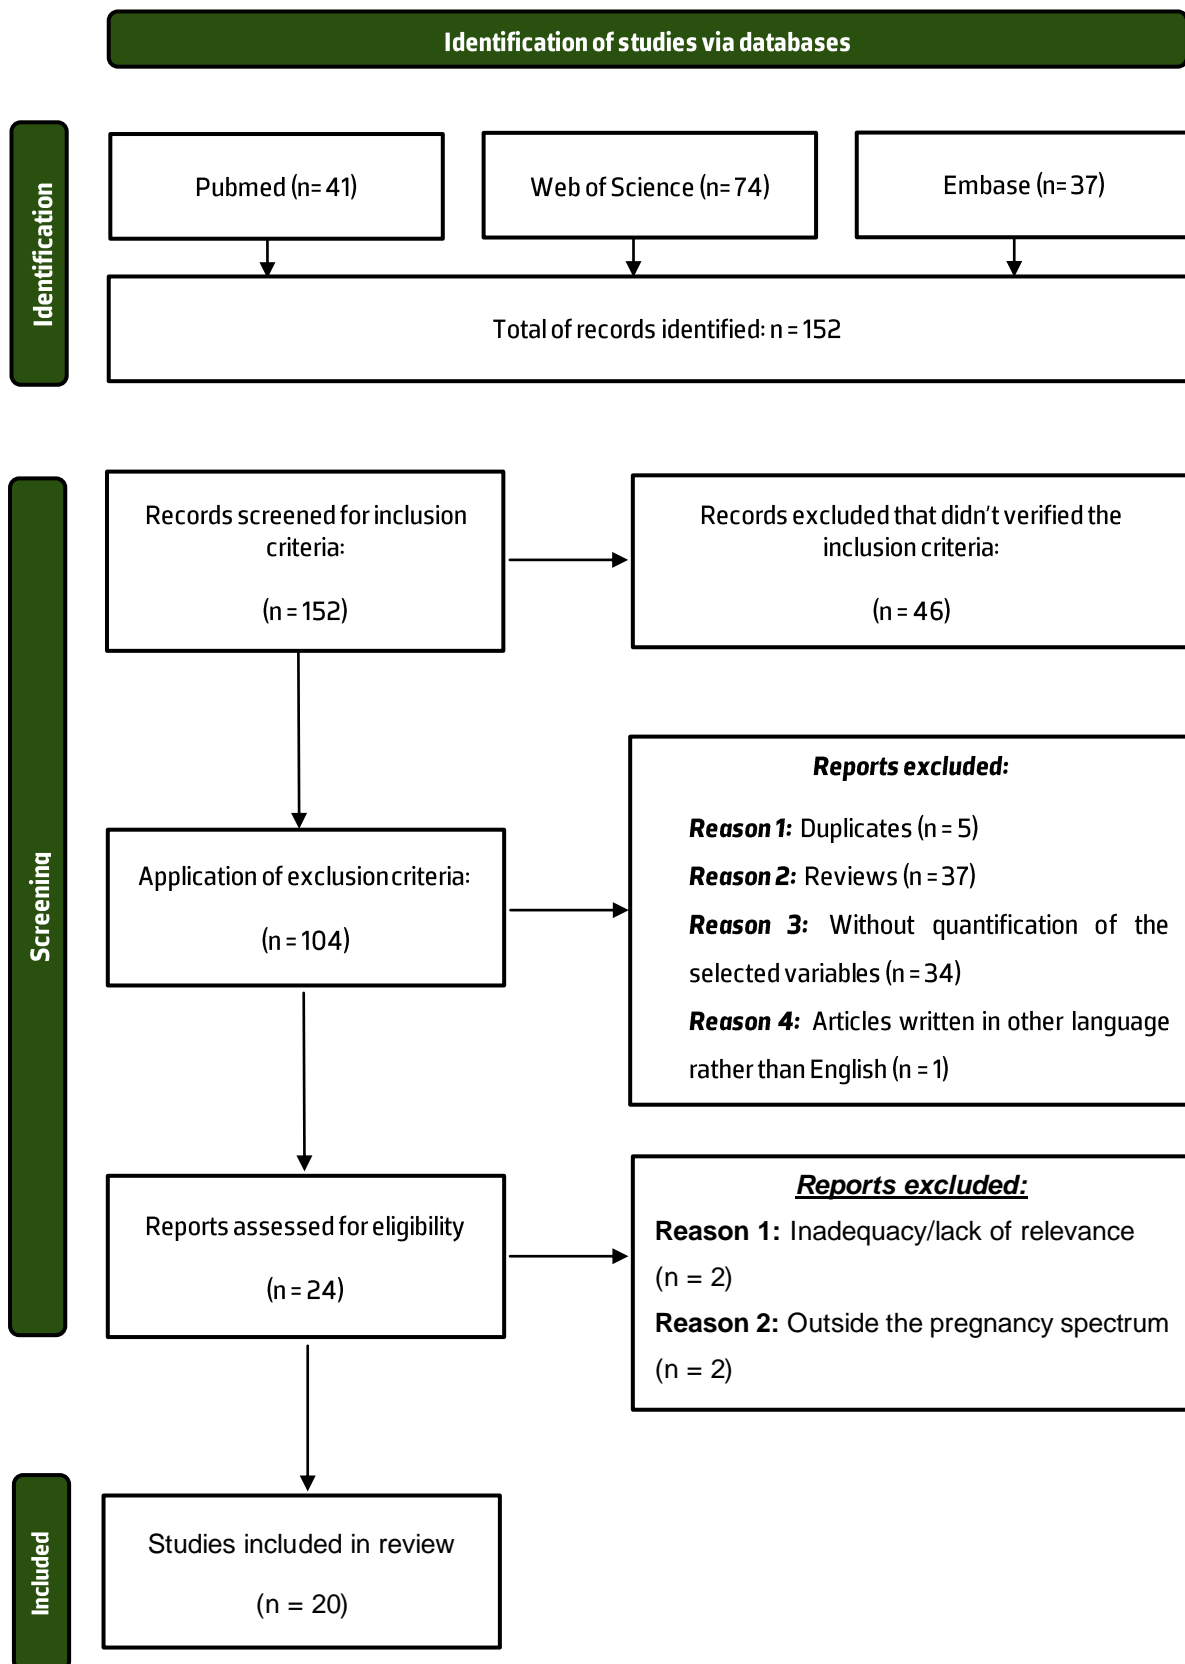 Identification of studies via databases
Identification
Pubmed (n= 41)
Web of Science (n= 74)
Embase (n= 37)
Total of records identified: n = 152
Screening
Records screened for inclusion
criteria:
(n = 152)
Records excluded that didn’t verified the
inclusion criteria:
(n = 46)
Application of exclusion criteria:
(n = 104)
Reports excluded:
Reason 1: Duplicates (n = 5)
Reason 2: Reviews (n = 37)
Reason 3: Without quantification of the
selected variables (n = 34)
Reason 4: Articles written in other language
rather than English (n = 1)
Reports assessed for eligibility
(n = 24)
Reports excluded:
Reason 1: Inadequacy/lack of relevance
(n = 2)
Reason 2: Outside the pregnancy spectrum
(n = 2)
Included
Studies included in review
(n = 20)